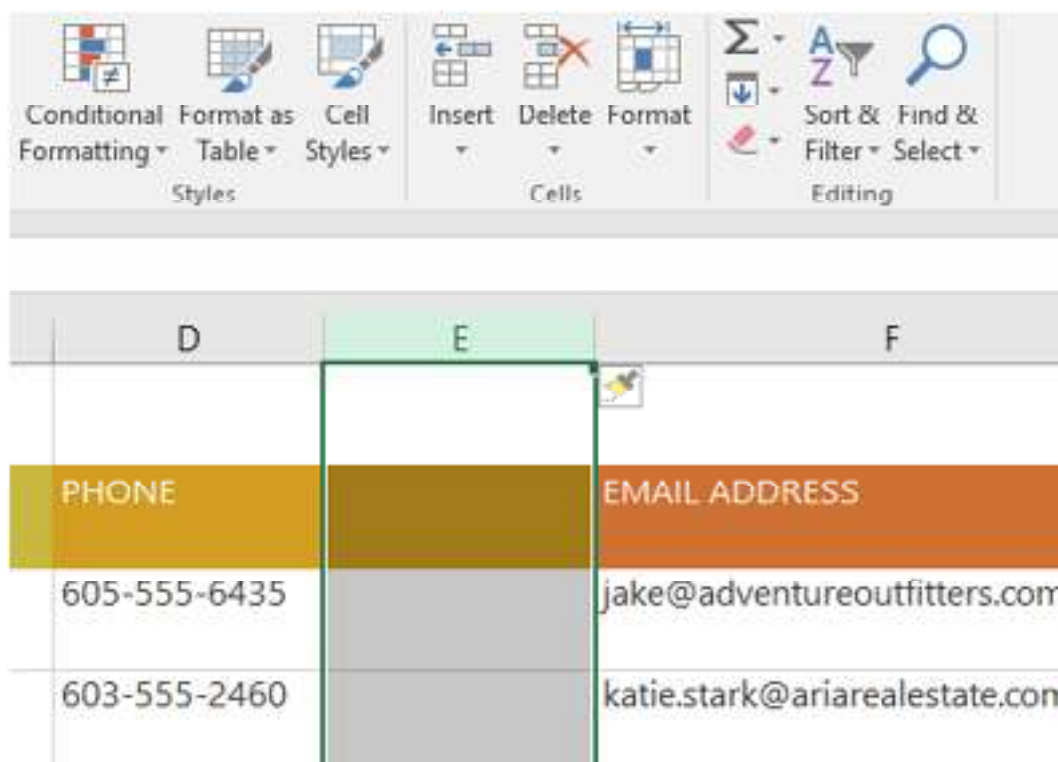 Conditional Formatting
Format as Table
Cell Styles
Insert
Delete
Format
Sort & Filter
Find & Select
Styles
Cells
Editing
D E F
PHONE EMAIL ADDRESS
605-555-6435 jake@adventureoutfitters.com
603-555-2460 katie.stark@ariarealestate.com